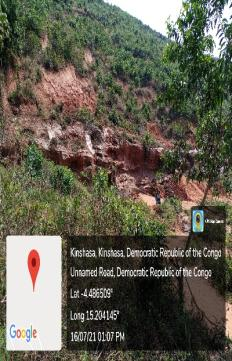 Kinshasa, Kinshasa, Democratic Republic of the Congo
Unnamed Road, Democratic Republic of the Congo
Lat -4.486509°
Long 15.204145°
16/07/21 01:07 PM
Google